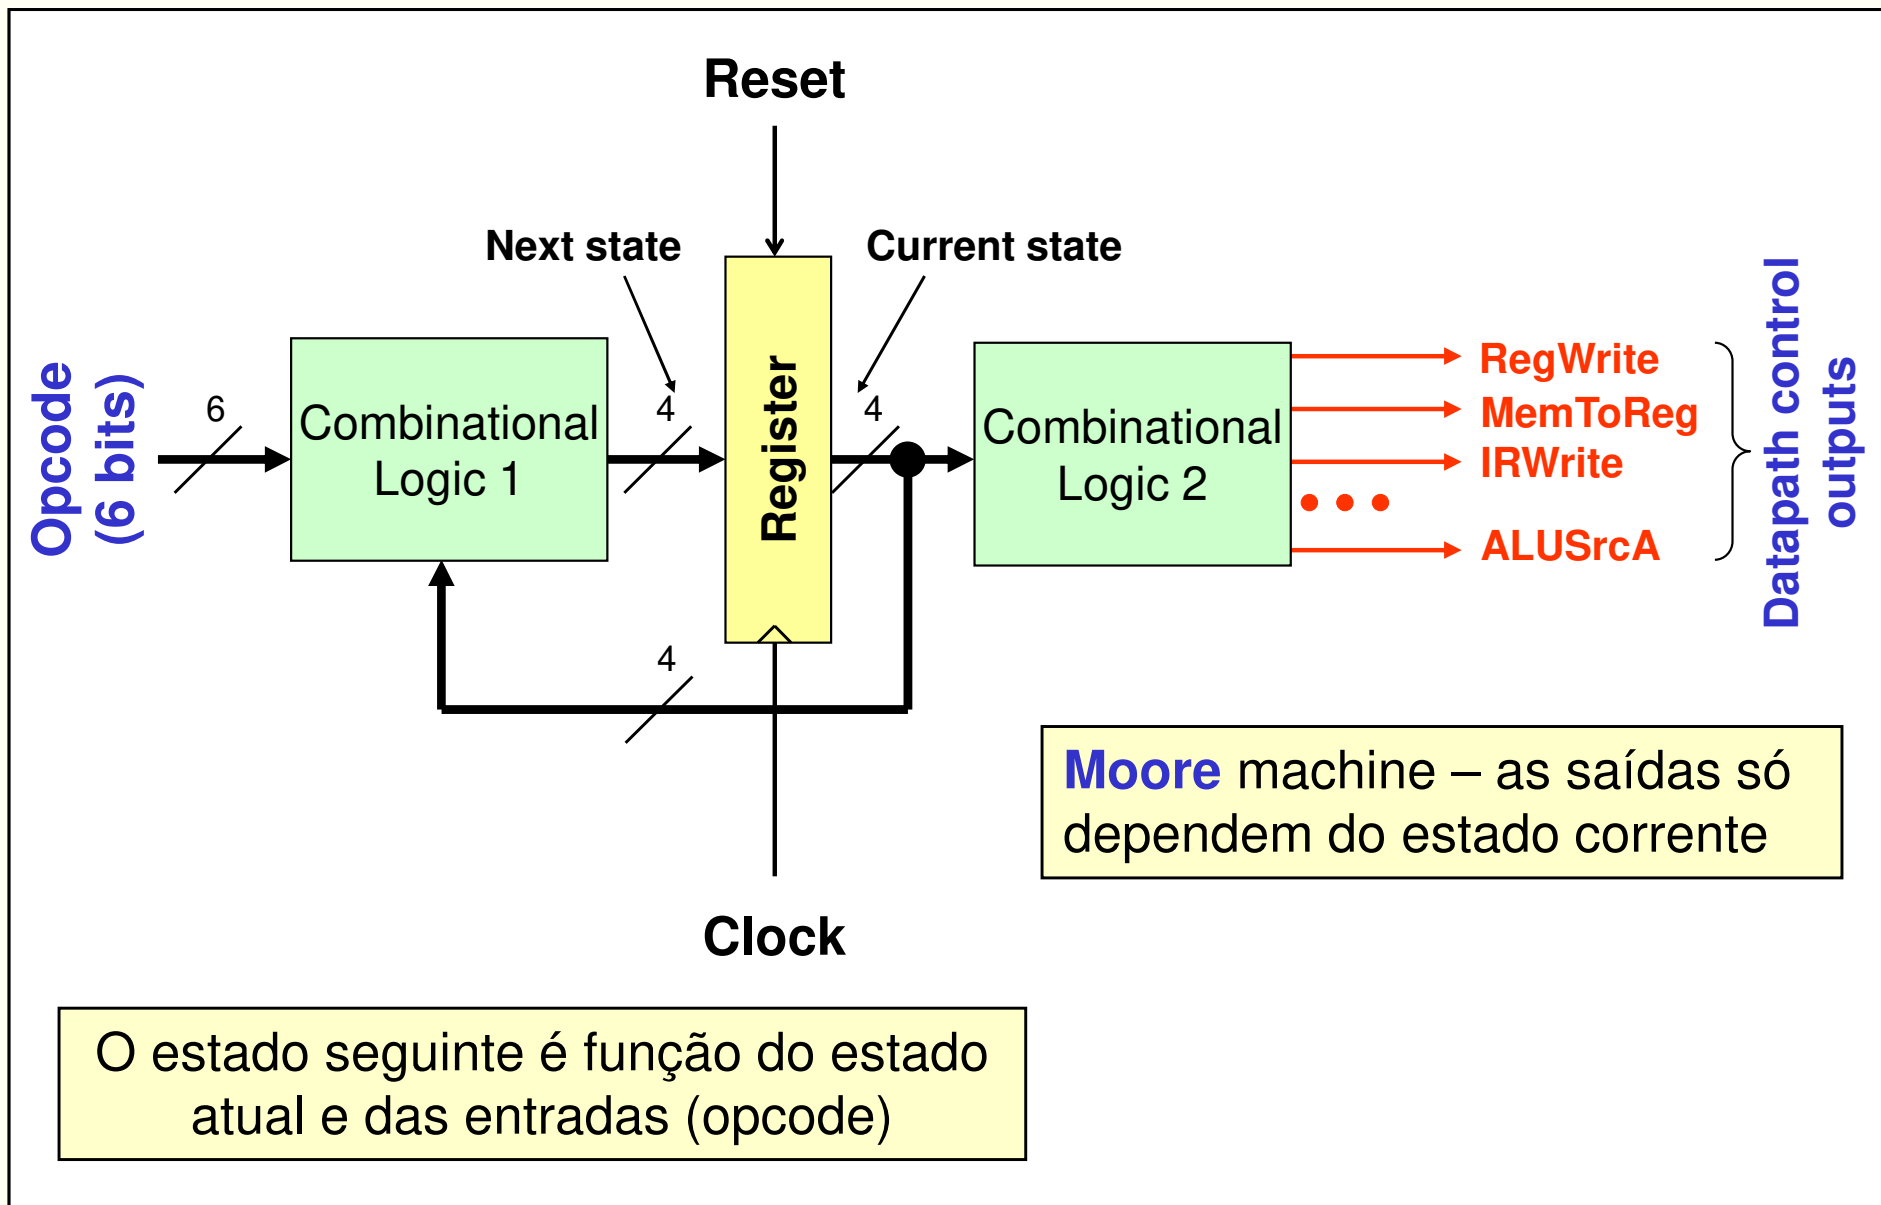 Reset
Next state
Current state
Opcode
(6 bits)
6
Combinational
Logic 1
4
Register
4
Combinational
Logic 2
RegWrite
MemToReg
IRWrite
ALUSrcA
Datapath control
outputs
4
Clock
Moore machine – as saídas só
dependem do estado corrente
O estado seguinte é função do estado
atual e das entradas (opcode)